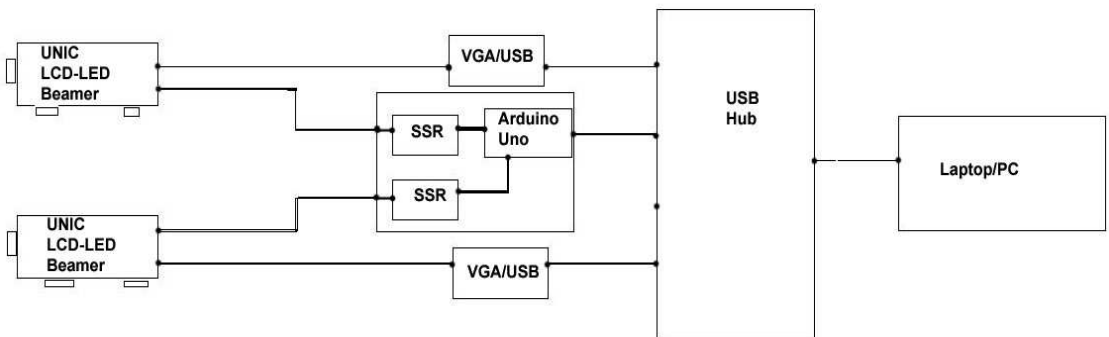 UNIC
LCD-LED
Beamer
VGA/USB
SSR
Arduino
Uno
SSR
UNIC
LCD-LED
Beamer
VGA/USB
USB
Hub
Laptop/PC